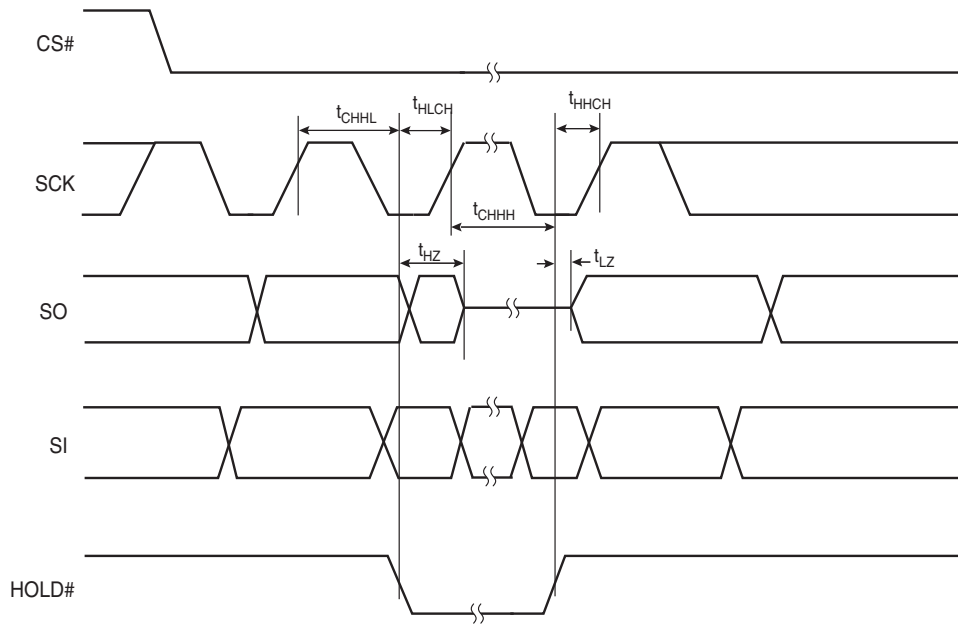 CS#
tCHHL
tHLCH
tHHCH
SCK
tCHHH
tHZ
tLZ
SO
SI
HOLD#